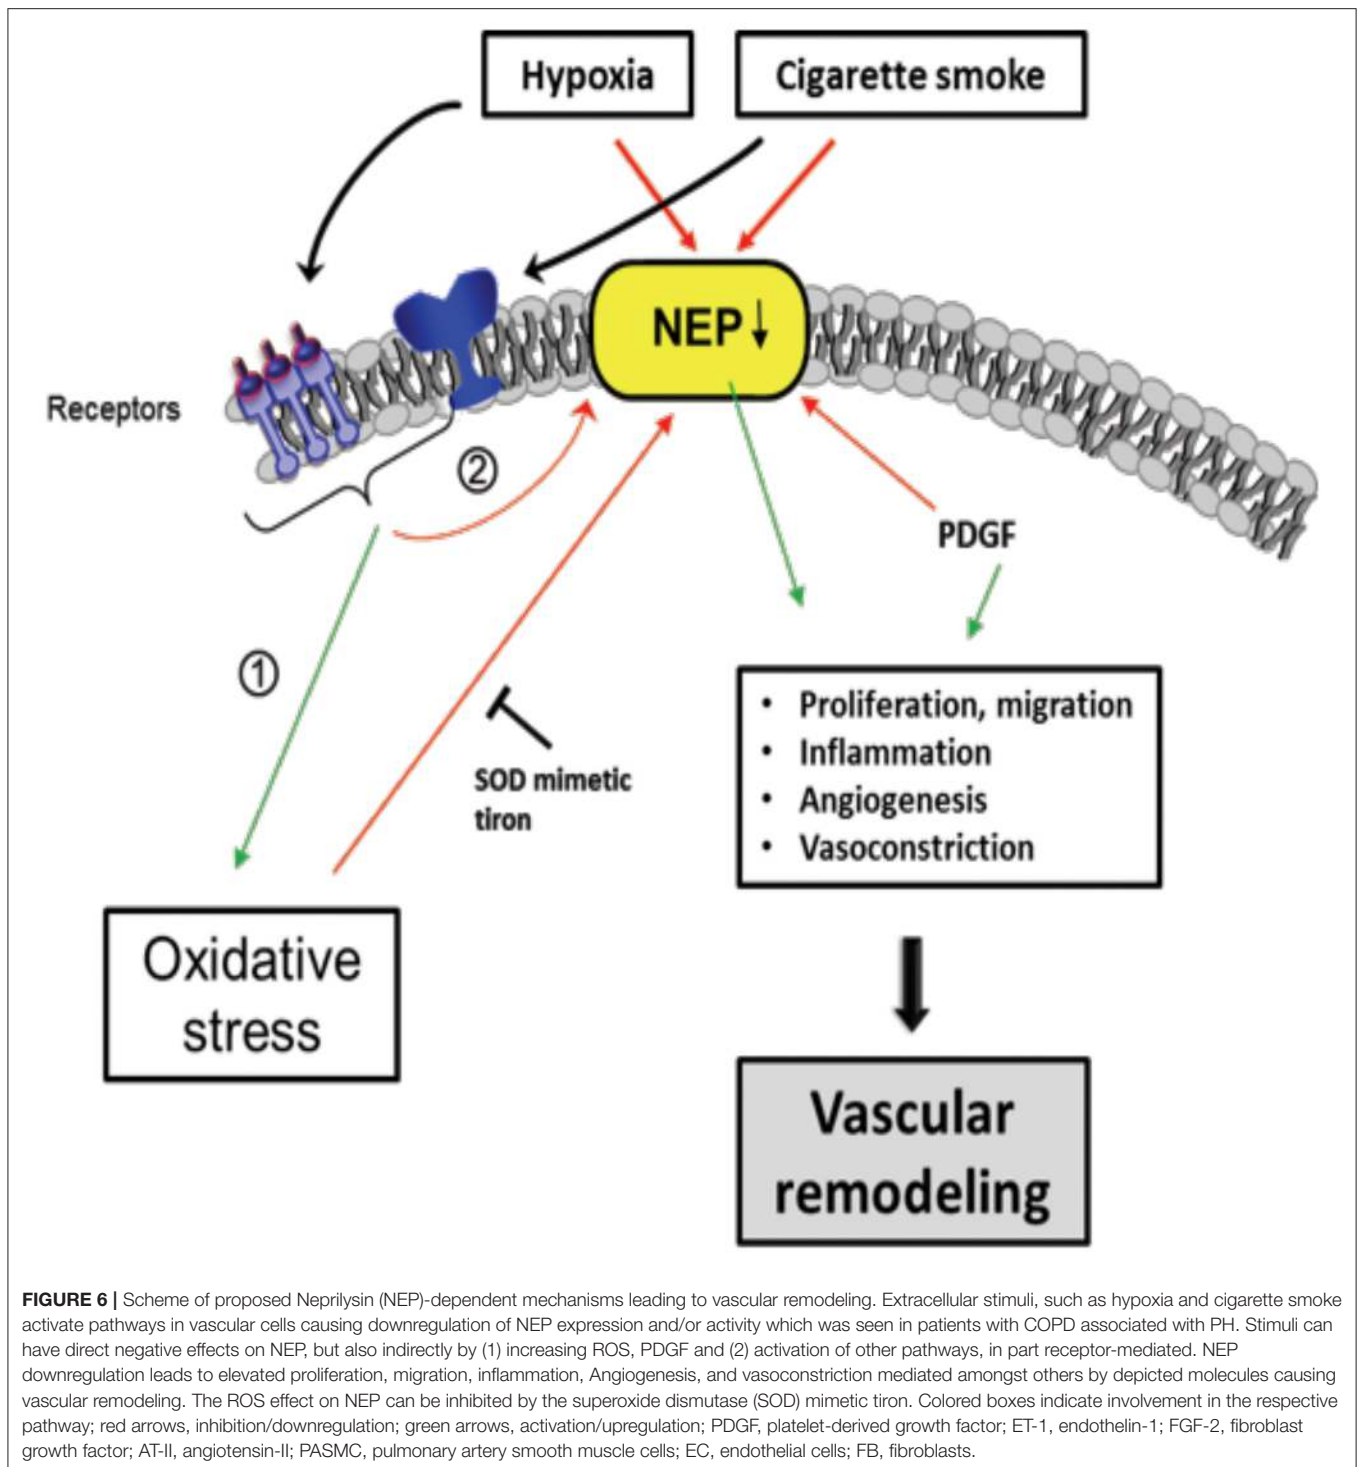 Hypoxia
Cigarette smoke
NEP↓
Receptors
②
PDGF
①
• Proliferation, migration
• Inflammation
• Angiogenesis
• Vasoconstriction
SOD mimetic
tiron
Oxidative
stress
Vascular
remodeling
FIGURE 6 | Scheme of proposed Neprilysin (NEP)-dependent mechanisms leading to vascular remodeling. Extracellular stimuli, such as hypoxia and cigarette smoke
activate pathways in vascular cells causing downregulation of NEP expression and/or activity which was seen in patients with COPD associated with PH. Stimuli can
have direct negative effects on NEP, but also indirectly by (1) increasing ROS, PDGF and (2) activation of other pathways, in part receptor-mediated. NEP
downregulation leads to elevated proliferation, migration, inflammation, Angiogenesis, and vasoconstriction mediated amongst others by depicted molecules causing
vascular remodeling. The ROS effect on NEP can be inhibited by the superoxide dismutase (SOD) mimetic tiron. Colored boxes indicate involvement in the respective
pathway; red arrows, inhibition/downregulation; green arrows, activation/upregulation; PDGF, platelet-derived growth factor; ET-1, endothelin-1; FGF-2, fibroblast
growth factor; AT-II, angiotensin-II; PASMC, pulmonary artery smooth muscle cells; EC, endothelial cells; FB, fibroblasts.